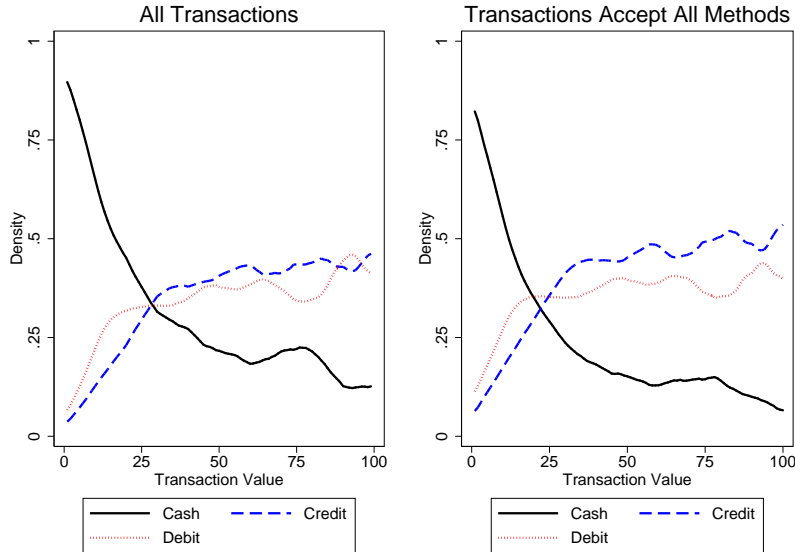 All Transactions
1
.75
.5
.25
0
Density
0 25 50 75 100
Transaction Value
Cash Credit
Debit
Transactions Accept All Methods
1
.75
.5
.25
0
Density
0 25 50 75 100
Transaction Value
Cash Credit
Debit